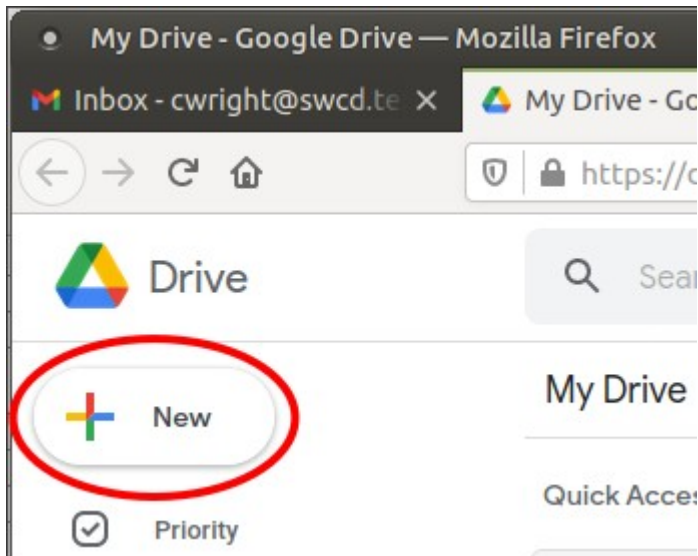 My Drive - Google Drive — Mozilla Firefox
Inbox - cwright@swcd.te
My Drive - Go
https://
Drive
Sear
New
My Drive
Priority
Quick Acces